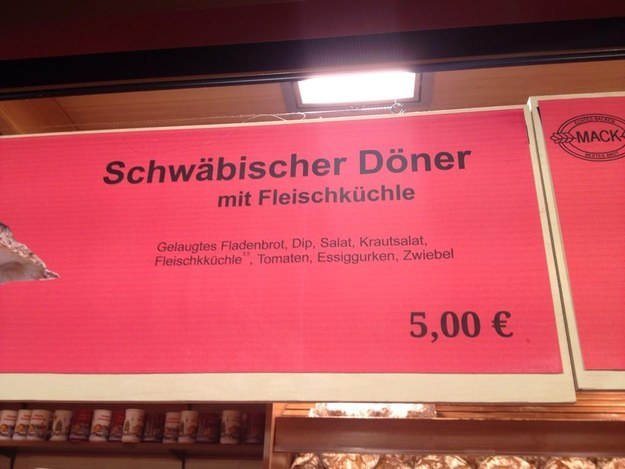 Schwäbischer Döner
mit Fleischküchle
Gelaugtes Fladenbrot, Dip, Salat, Krautsalat,
Fleischkküchle, Tomaten, Essiggurken, Zwiebel
5,00 €
MACK